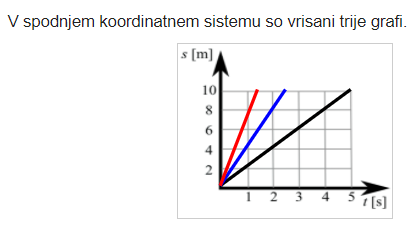 V spodnjem koordinatnem sistemu so vrisani trije grafi.
s [m]
10
8
6
4
2
1 2 3 4 5 t [s]